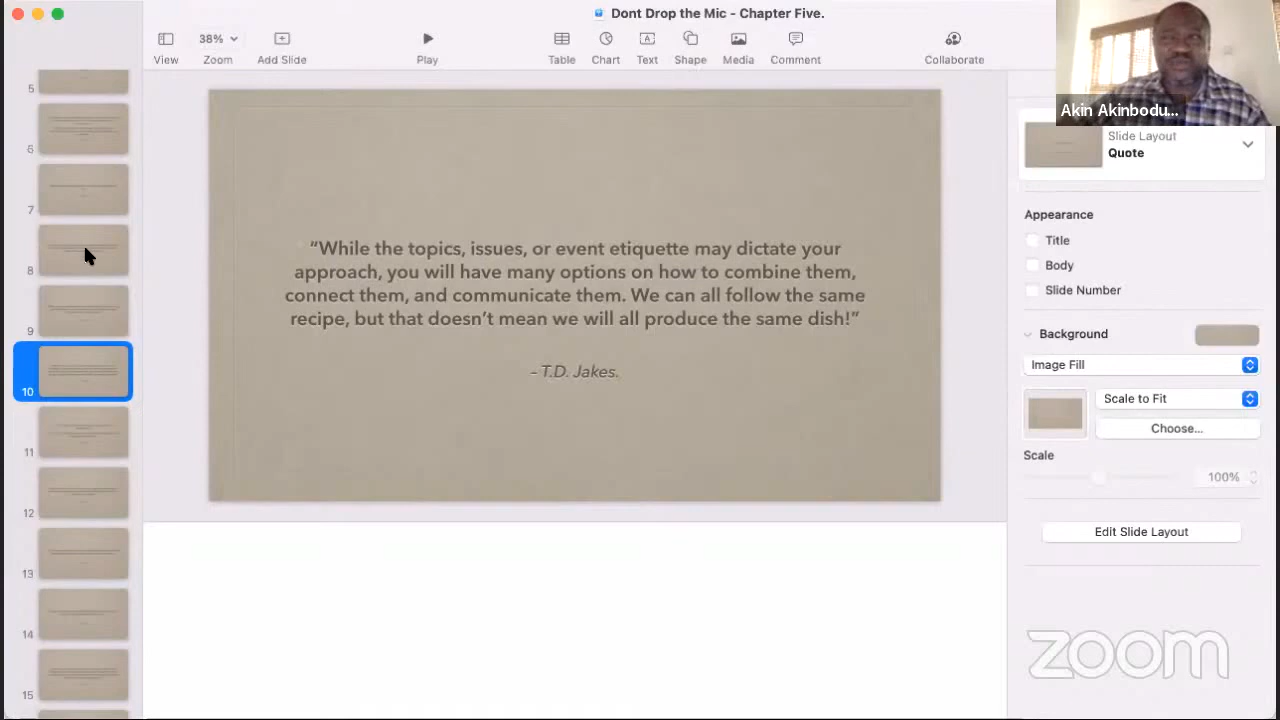 Dont Drop the Mic - Chapter Five.
38%
View
Zoom
Add Slide
Play
Table
Chart
Text
Shape
Media
Comment
Collaborate
Akin Akinbodu...
5
6
7
8
9
10
11
12
13
14
15
“While the topics, issues, or event etiquette may dictate your
approach, you will have many options on how to combine them,
connect them, and communicate them. We can all follow the same
recipe, but that doesn’t mean we will all produce the same dish!”
– T.D. Jakes.
Slide Layout
Quote
Appearance
Title
Body
Slide Number
Background
Image Fill
Scale to Fit
Choose...
Scale
100%
Edit Slide Layout
zoom